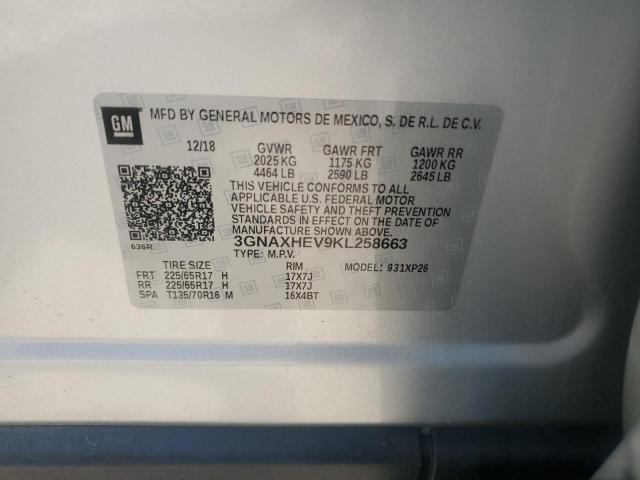 GM MFD BY GENERAL MOTORS DE MEXICO, S. DE R.L. DE C.V.
12/18 GVWR GAWR FRT GAWR RR
2025 KG 1175 KG 1200 KG
4464 LB 2590 LB 2645 LB
THIS VEHICLE CONFORMS TO ALL
APPLICABLE U.S. FEDERAL MOTOR
VEHICLE SAFETY AND THEFT PREVENTION
STANDARDS IN EFFECT ON THE DATE OF
MANUFACTURE SHOWN ABOVE.
636R 3GNAXHEV9KL258663
TYPE: M.P.V.
TIRE SIZE RIM MODEL: 931XP26
FRT 225/65R17 H 17X7J
RR 225/65R17 H 17X7J
SPA T135/70R16 M 16X4BT